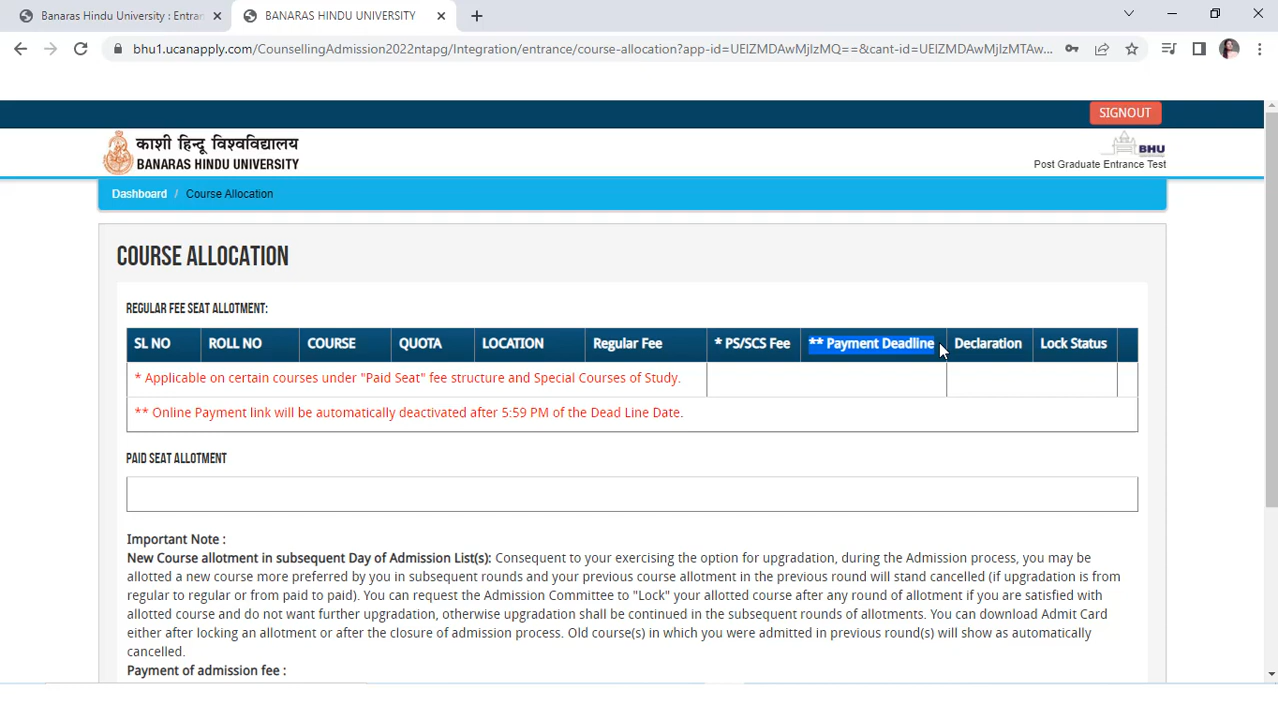 Banaras Hindu University : Entrar
BANARAS HINDU UNIVERSITY
bhu1.ucanapply.com/CounsellingAdmission2022ntapg/Integration/entrance/course-allocation?app-id=UEIZMDAwMjIzMQ==&cant-id=UEIZMDAwMjIzMTAw...
SIGNOUT
काशी हिन्दू विश्वविद्यालय
BANARAS HINDU UNIVERSITY
BHU
Post Graduate Entrance Test
Dashboard / Course Allocation
COURSE ALLOCATION
REGULAR FEE SEAT ALLOTMENT:
SL NO ROLL NO COURSE QUOTA LOCATION Regular Fee * PS/SCS Fee ** Payment Deadline Declaration Lock Status
* Applicable on certain courses under "Paid Seat" fee structure and Special Courses of Study.
** Online Payment link will be automatically deactivated after 5:59 PM of the Dead Line Date.
PAID SEAT ALLOTMENT
Important Note :
New Course allotment in subsequent Day of Admission List(s): Consequent to your exercising the option for upgradation, during the Admission process, you may be
allotted a new course more preferred by you in subsequent rounds and your previous course allotment in the previous round will stand cancelled (if upgradation is from
regular to regular or from paid to paid). You can request the Admission Committee to "Lock" your allotted course after any round of allotment if you are satisfied with
allotted course and do not want further upgradation, otherwise upgradation shall be continued in the subsequent rounds of allotments. You can download Admit Card
either after locking an allotment or after the closure of admission process. Old course(s) in which you were admitted in previous round(s) will show as automatically
cancelled.
Payment of admission fee :